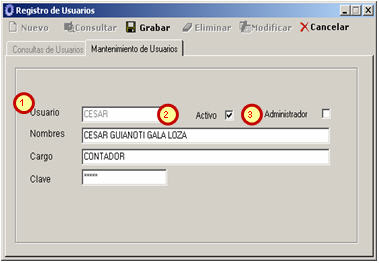 Registro de Usuarios
Nuevo Consultar Grabar Eliminar Modificar Cancelar
Consultas de Usuarios Mantenimiento de Usuarios
1
Usuario CESAR 2 Activo 3 Administrador
Nombres CESAR GUIANOTI GALA LOZA
Cargo CONTADOR
Clave *****